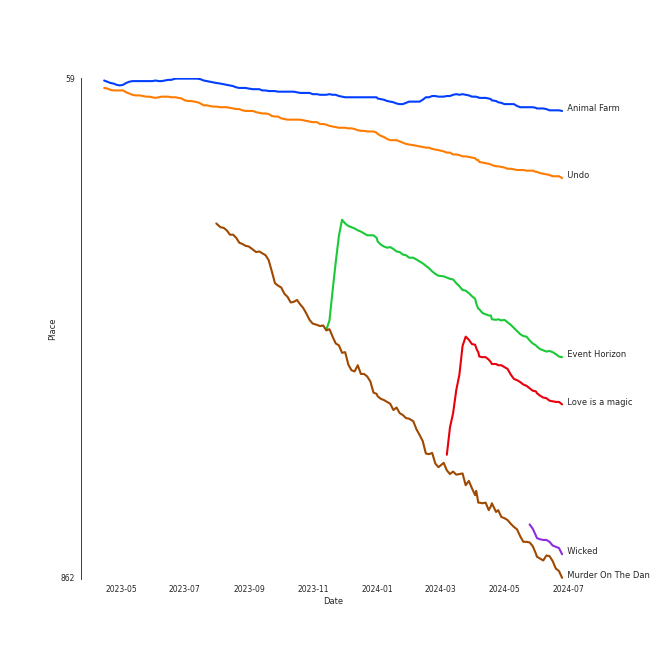 59
Animal Farm
Undo
Place
Event Horizon
Love is a magic
Wicked
862
Murder On The Dan
2023-05
2023-07
2023-09
2023-11
2024-01
2024-03
2024-05
2024-07
Date